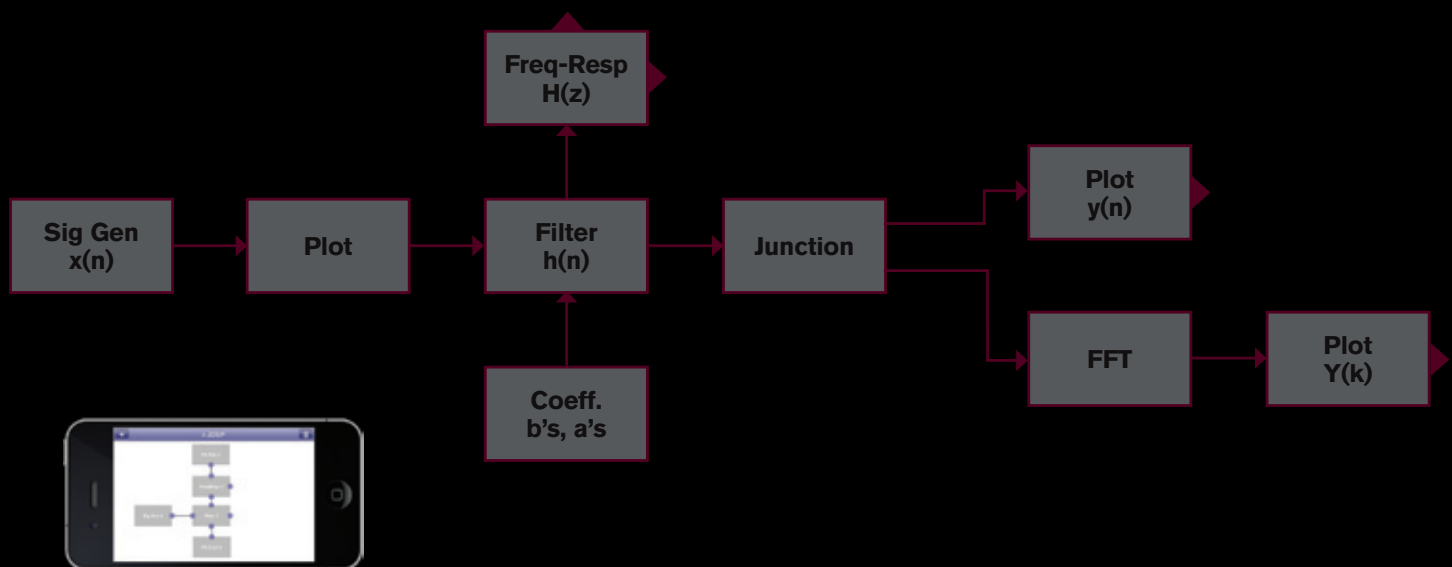 Freq-Resp
H(z)
Sig Gen
x(n)
Plot
Filter
h(n)
Junction
Plot
y(n)
FFT
Plot
Y(k)
Coeff.
b's, a's